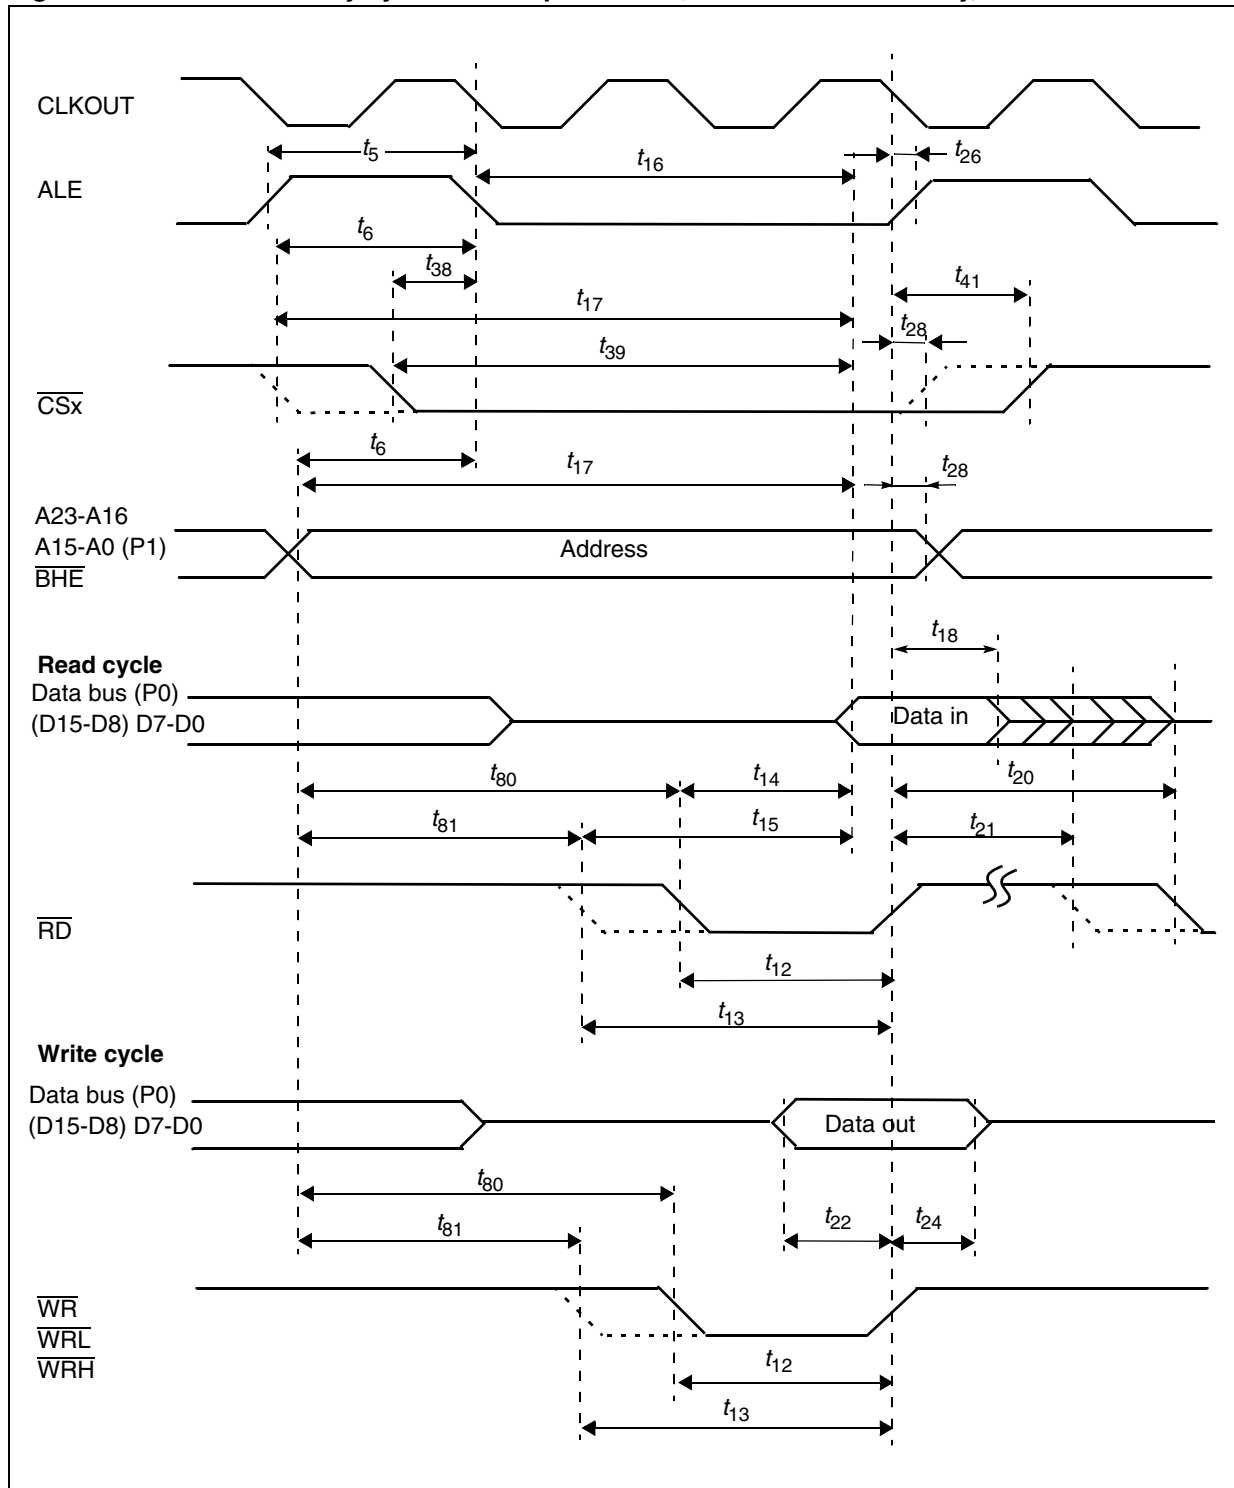 CLKOUT
t5
t16
t26
ALE
t6
t38
t41
t17
t28
t39
CSx
t6
t17
t28
A23-A16
A15-A0 (P1)
Address
BHE
t18
Read cycle
Data bus (P0)
(D15-D8) D7-D0
Data in
t80
t14
t20
t81
t15
t21
RD
t12
t13
Write cycle
Data bus (P0)
(D15-D8) D7-D0
Data out
t80
t22
t24
t81
WR
WRL
WRH
t12
t13